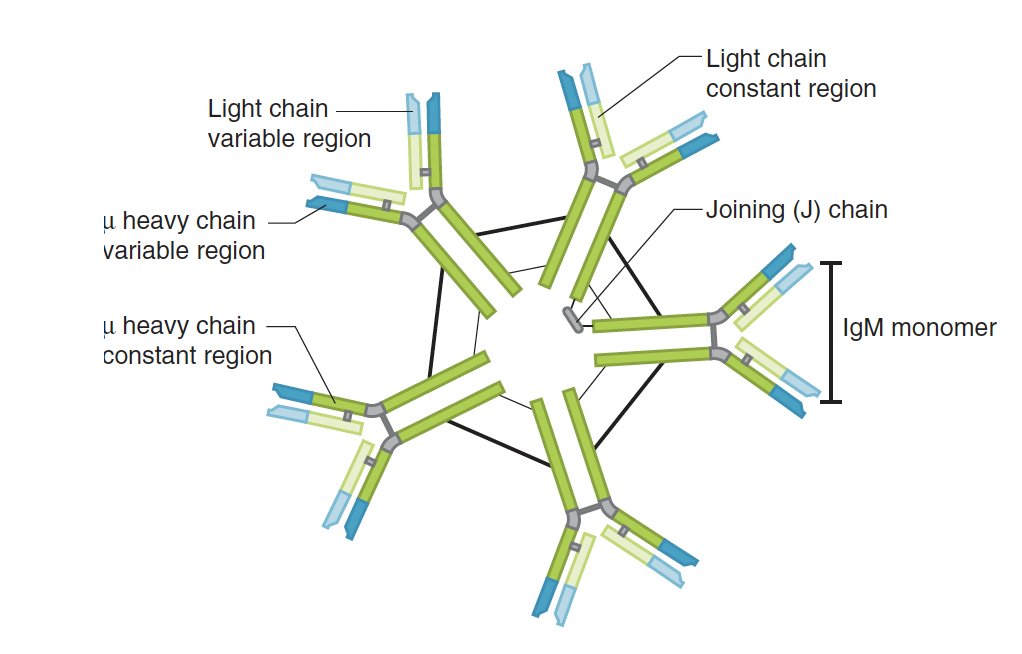 Light chain
constant region
Light chain
variable region
Joining (J) chain
µ heavy chain
variable region
IgM monomer
µ heavy chain
constant region